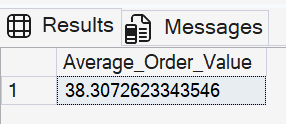 Results Messages
Average_Order_Value
1 38.3072623343546